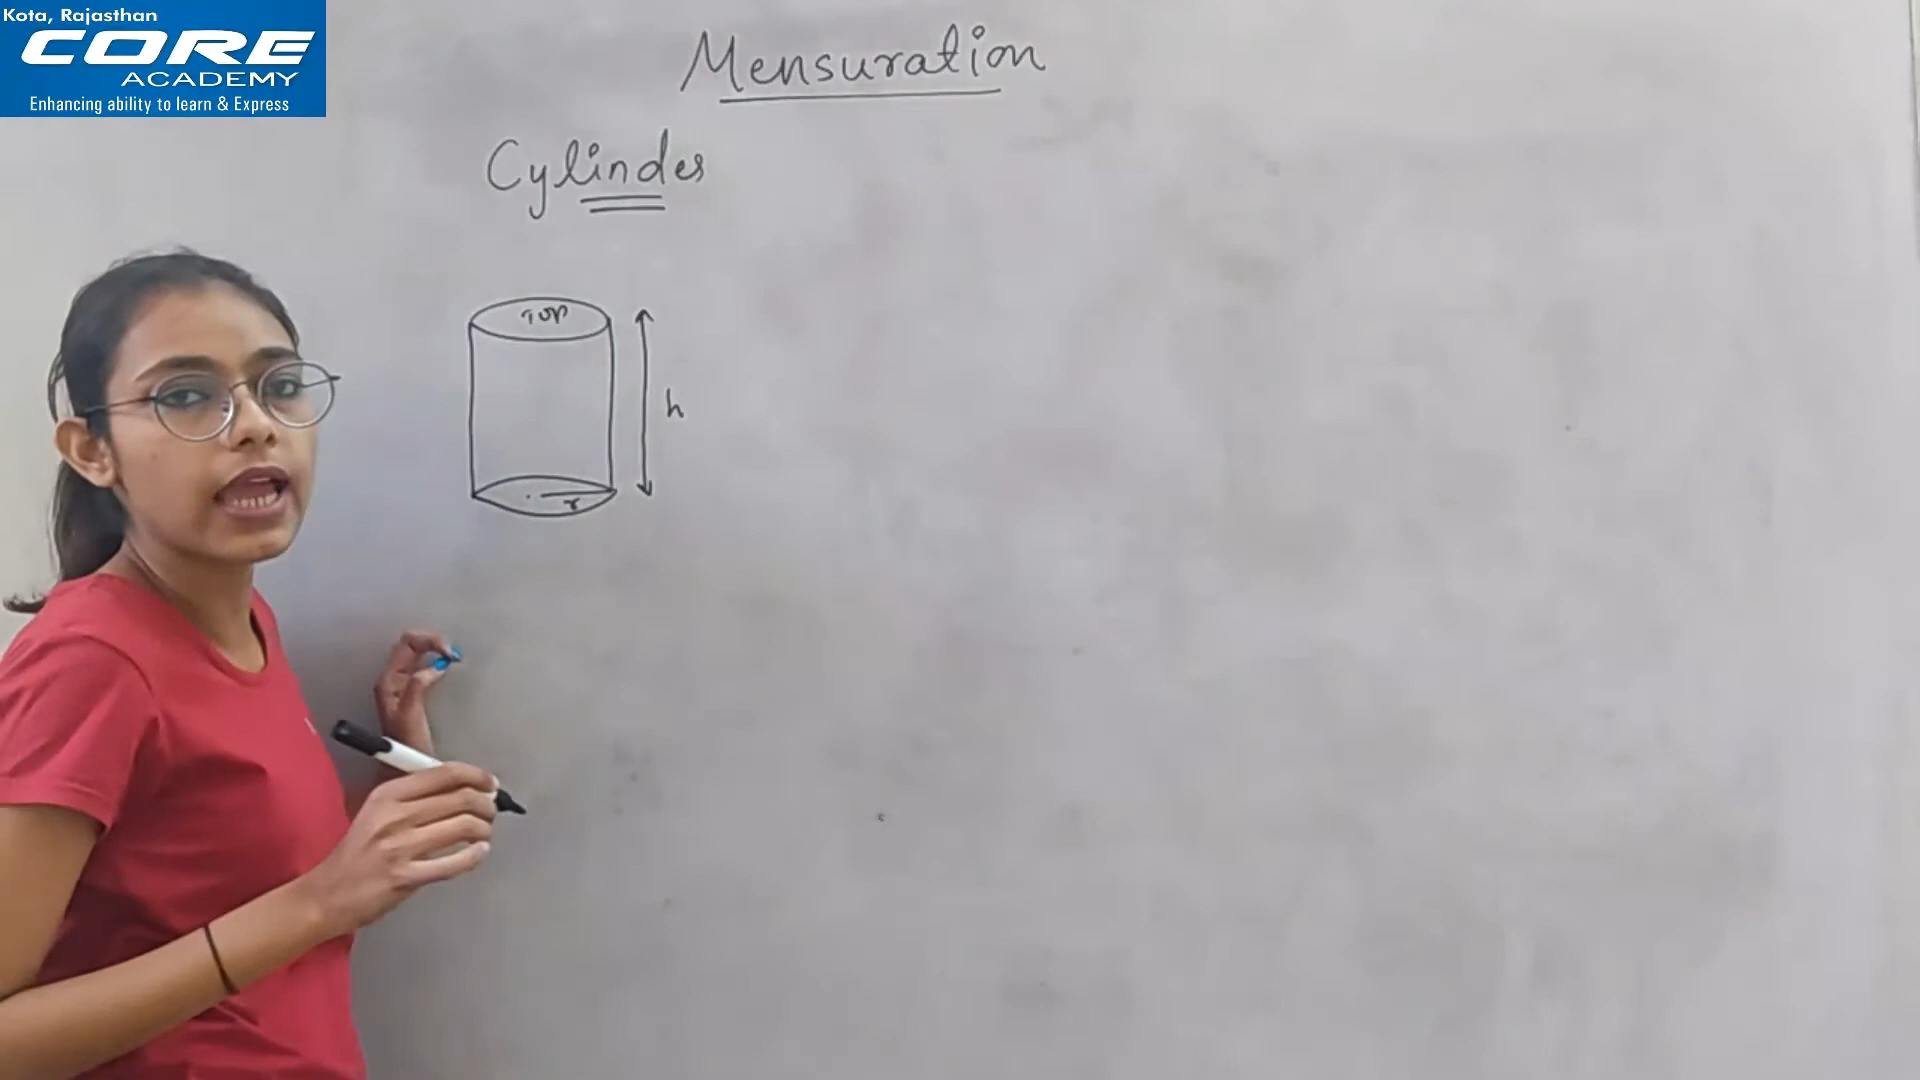 Kota, Rajasthan
CORE
ACADEMY
Enhancing ability to learn & Express
Mensuration
Cylinder
TOP
h
r